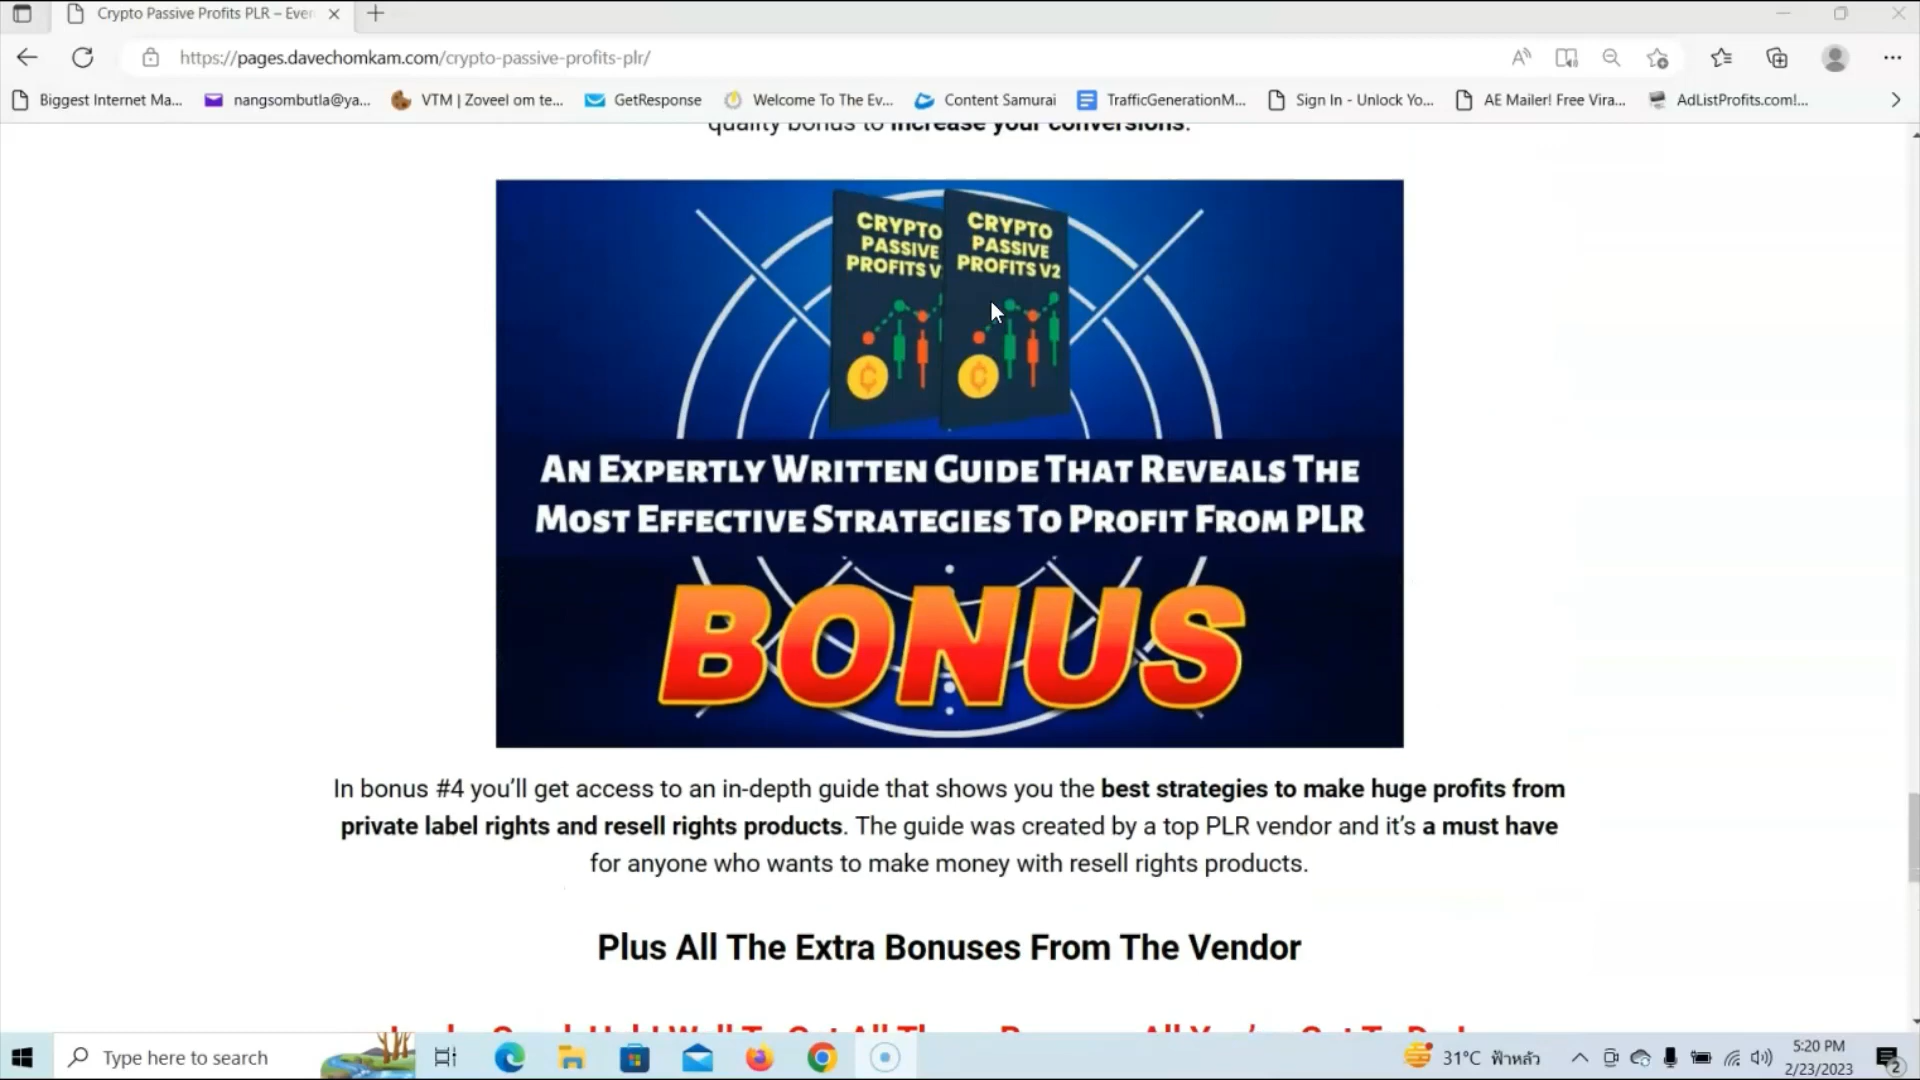 Crypto Passive Profits PLR – Ever
https://pages.davechomkam.com/crypto-passive-profits-plr/
Biggest Internet Ma...
nangsombutla@ya...
VTM | Zoveel om te...
GetResponse
Welcome To The Ev...
Content Samurai
TrafficGenerationM...
Sign In - Unlock Yo...
AE Mailer! Free Vira...
AdListProfits.com!...
quality bonus to increase your conversions.
CRYPTO
PASSIVE
PROFITS V
CRYPTO
PASSIVE
PROFITS V2
An Expertly Written Guide That Reveals The
Most Effective Strategies To Profit From PLR
BONUS
In bonus #4 you’ll get access to an in-depth guide that shows you the best strategies to make huge profits from
private label rights and resell rights products. The guide was created by a top PLR vendor and it’s a must have
for anyone who wants to make money with resell rights products.
Plus All The Extra Bonuses From The Vendor
Type here to search
31°C ฟ้าหลัว
5:20 PM
2/23/2023
2